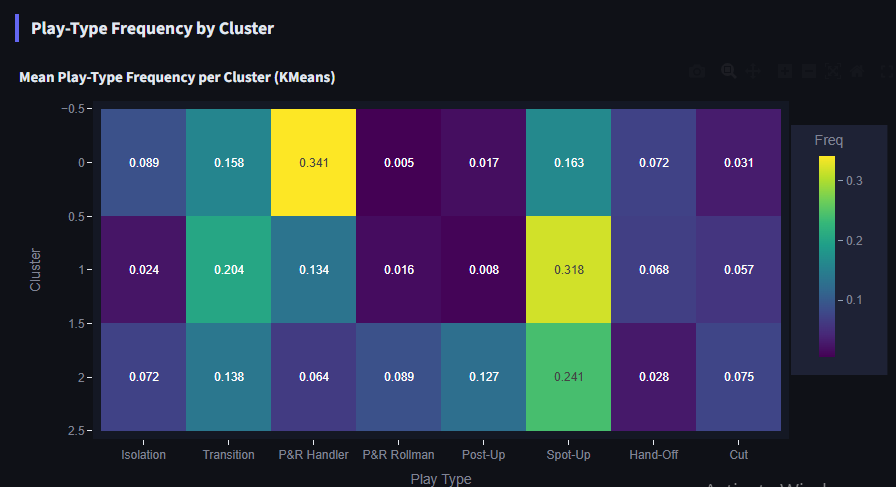 Play-Type Frequency by Cluster
Mean Play-Type Frequency per Cluster (KMeans)
Freq
−0.5
0 0.089 0.158 0.341 0.005 0.017 0.163 0.072 0.031
0.3
0.5
0.2
Cluster
1 0.024 0.204 0.134 0.016 0.008 0.318 0.068 0.057
0.1
1.5
2 0.072 0.138 0.064 0.089 0.127 0.241 0.028 0.075
2.5
Isolation Transition P&R Handler P&R Rollman Post-Up Spot-Up Hand-Off Cut
Play Type